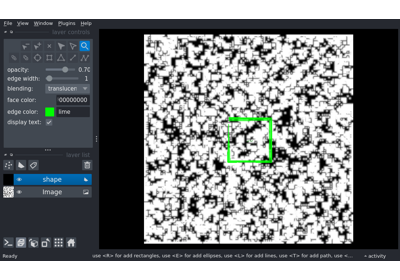 File View Window Plugins Help
layer controls
opacity: 0.70
edge width: 1
blending: translucen
face color: 00000000
edge color: lime
display text:
layer list
shape
Image
Ready
use <R> for add rectangles, use <E> for add ellipses, use <L> for add lines, use <T> for add path, use <...
activity